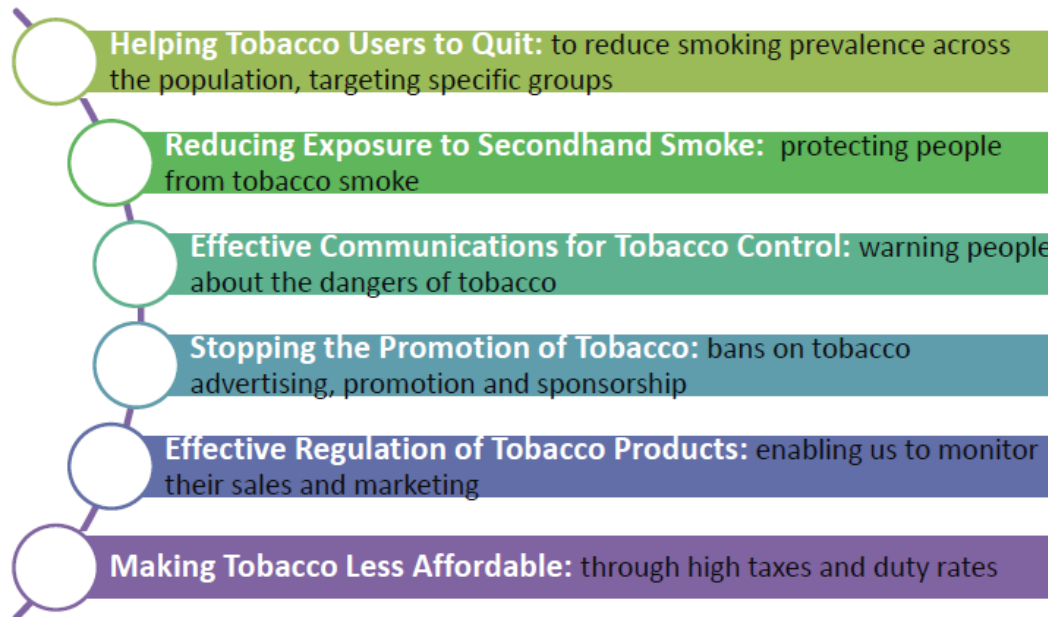 Helping Tobacco Users to Quit: to reduce smoking prevalence across
the population, targeting specific groups
Reducing Exposure to Secondhand Smoke: protecting people
from tobacco smoke
Effective Communications for Tobacco Control: warning people
about the dangers of tobacco
Stopping the Promotion of Tobacco: bans on tobacco
advertising, promotion and sponsorship
Effective Regulation of Tobacco Products: enabling us to monitor
their sales and marketing
Making Tobacco Less Affordable: through high taxes and duty rates